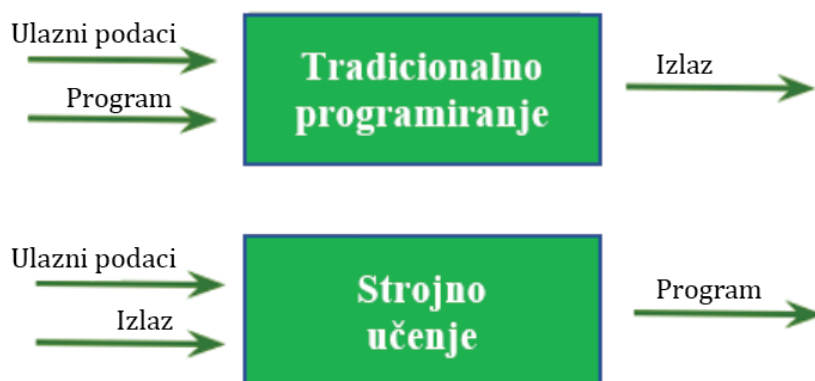 Ulazni podaci
Program
Tradicionalno
programiranje
Izlaz
Ulazni podaci
Izlaz
Strojno
učenje
Program